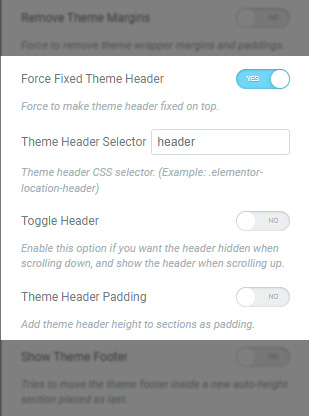 Remove Theme Margins NO
Force to remove theme wrapper margins and paddings.
Force Fixed Theme Header YES
Force to make theme header fixed on top.
Theme Header Selector header
Theme header CSS selector. (Example: .elementor-
location-header)
Toggle Header NO
Enable this option if you want the header hidden when
scrolling down, and show the header when scrolling up.
Theme Header Padding NO
Add theme header height to sections as padding.
Show Theme Footer NO
Tries to move the theme footer inside a new auto-height
section placed as last.